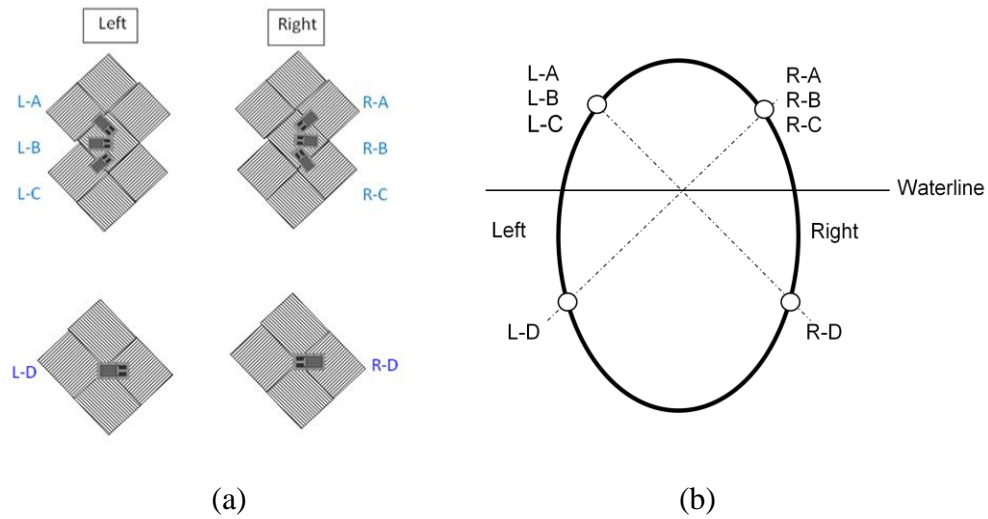 Left
Right
L-A
L-B
L-C
R-A
R-B
R-C
L-D
R-D
(a)
L-A
L-B
L-C
R-A
R-B
R-C
Waterline
Left
Right
L-D
R-D
(b)